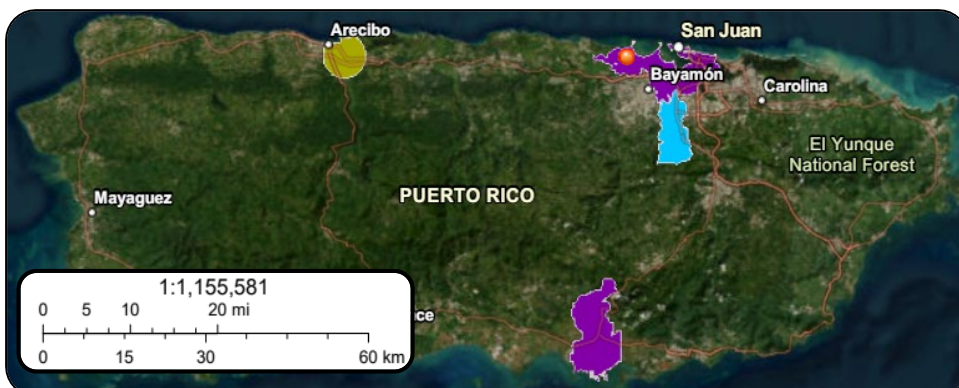 Arecibo
San Juan
Bayamón
Carolina
El Yunque
National Forest
Mayaguez
PUERTO RICO
1:1,155,581
0 5 10 20 mi
ce
0 15 30 60 km